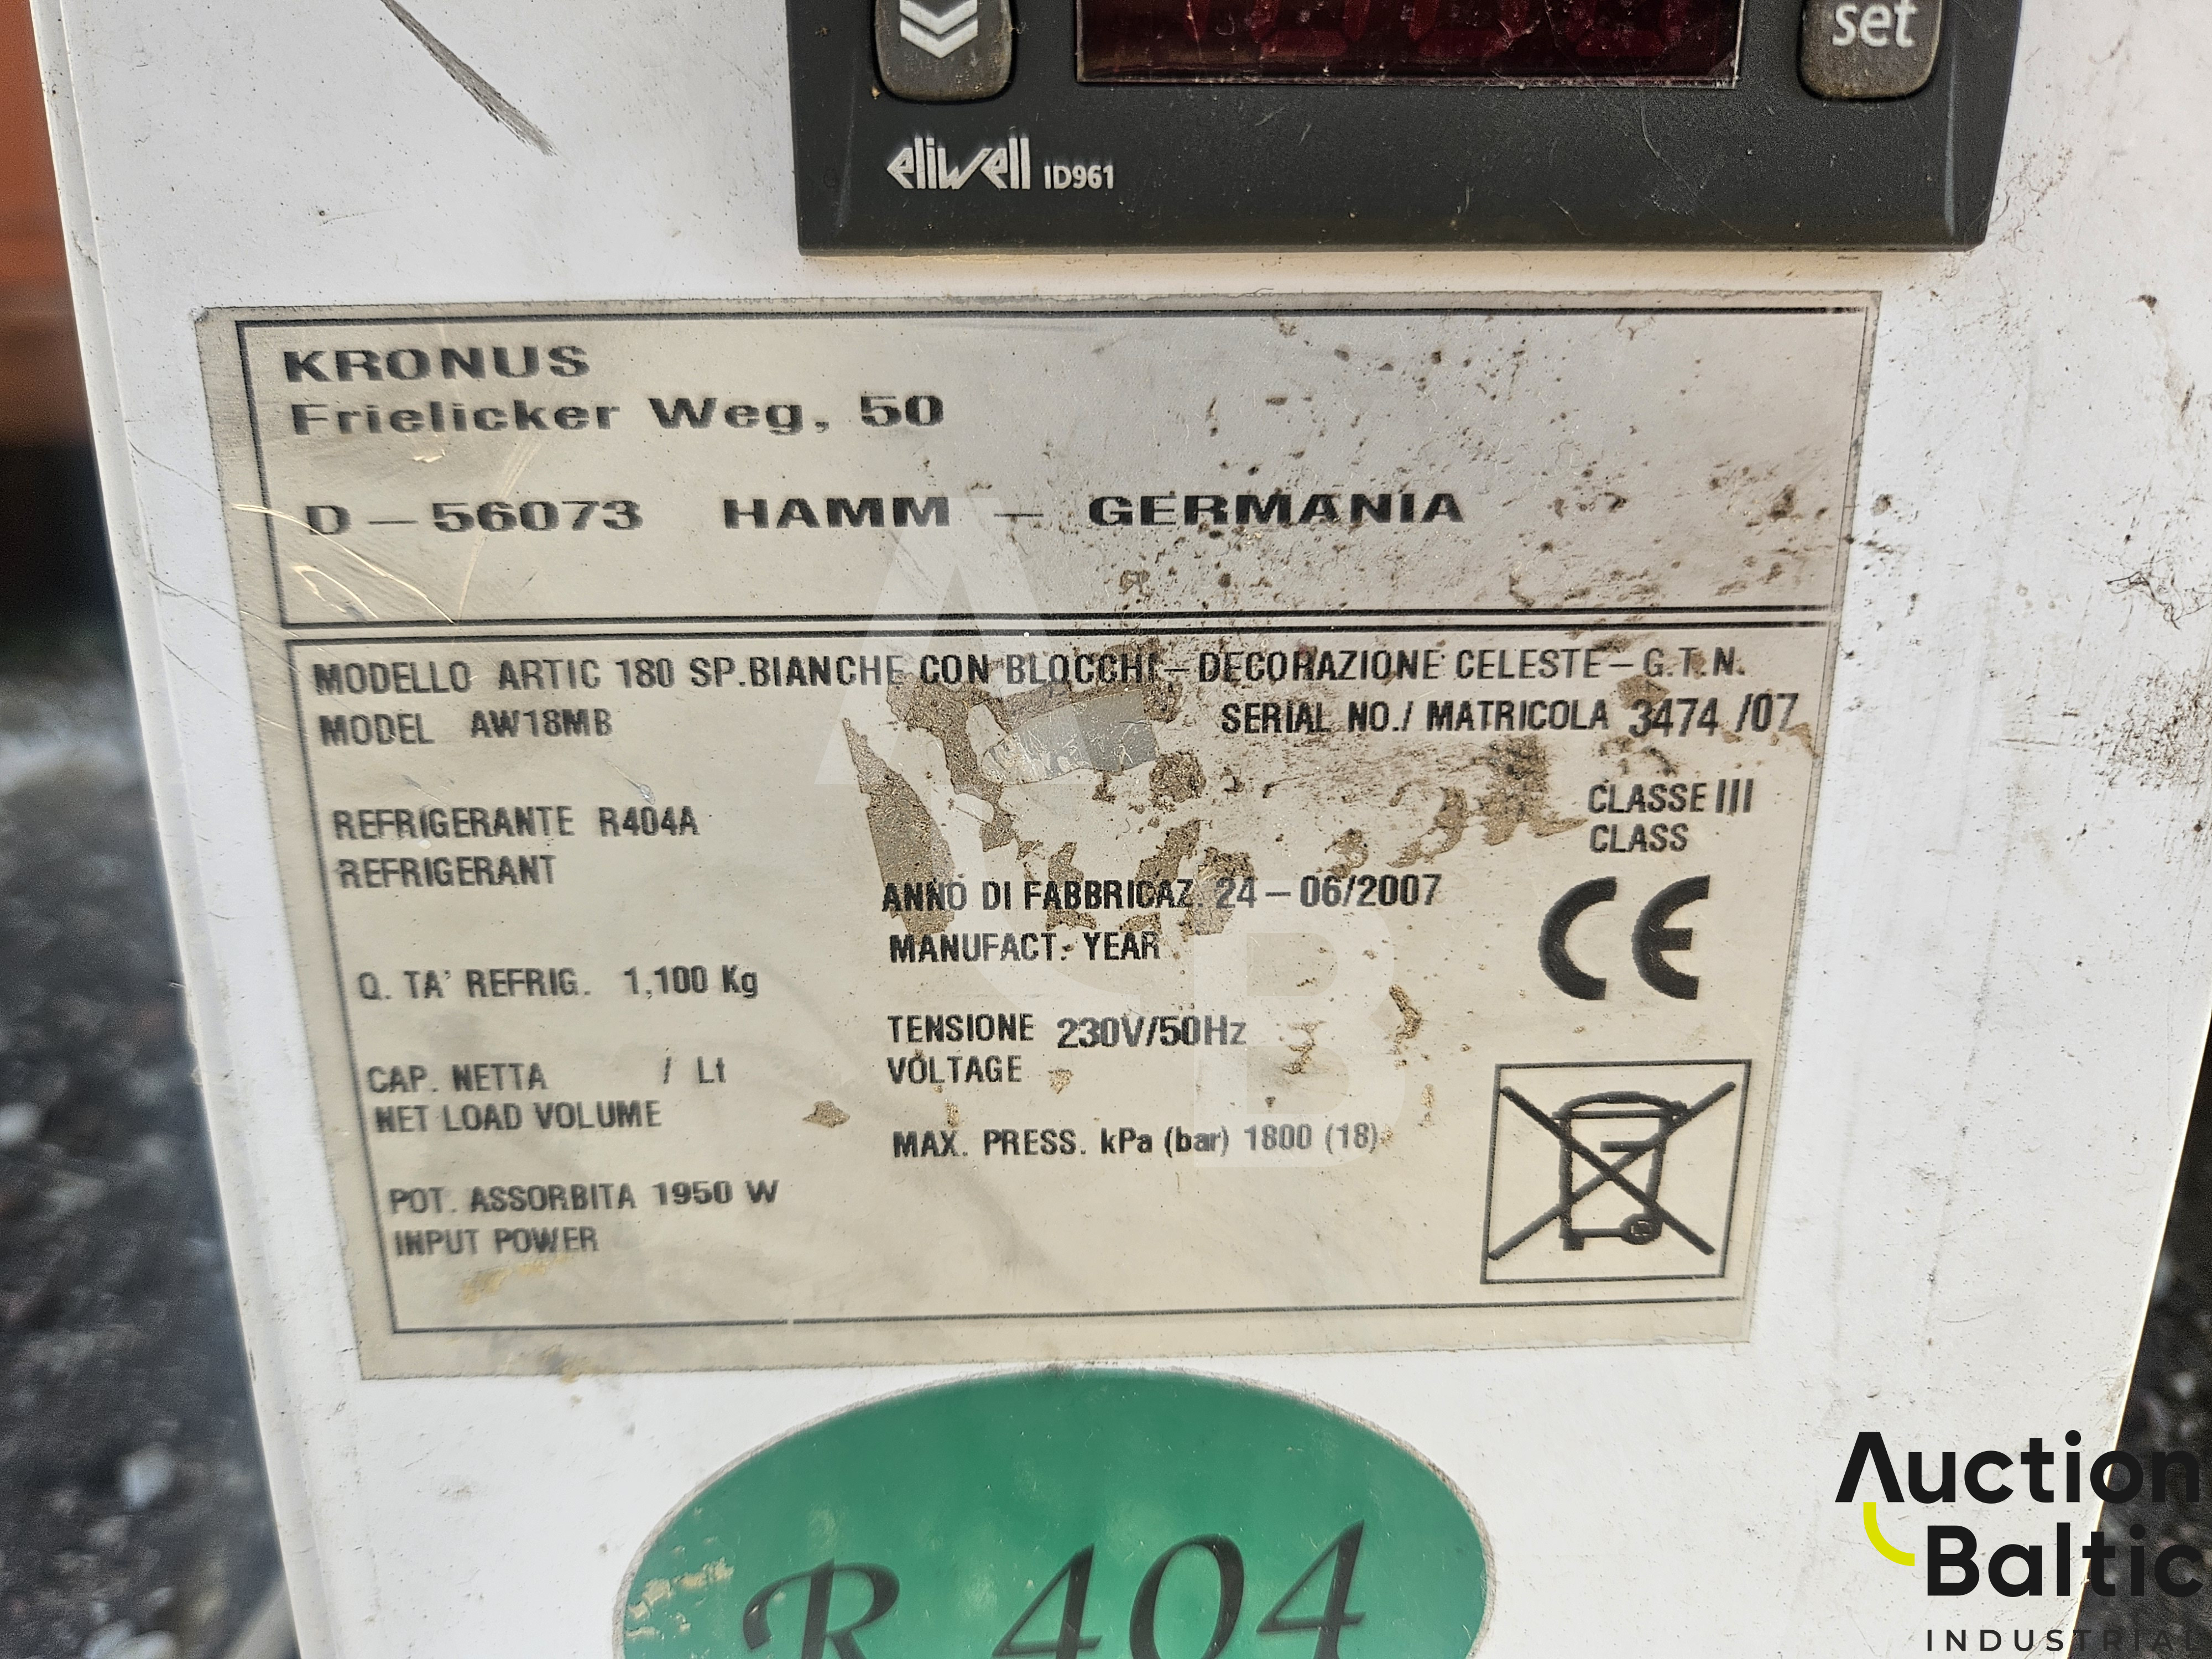 set
eliwell ID961
KRONUS
Frielicker Weg, 50
D – 56073 HAMM – GERMANIA
MODELLO ARTIC 180 SP.BIANCHE CON BLOCCHI – DECORAZIONE CELESTE – G.T.N.
MODEL AW18MB
SERIAL NO./ MATRICOLA 3474 /07
REFRIGERANTE R404A
REFRIGERANT
CLASSE III
CLASS
ANNO DI FABBRICAZ. 24 – 06/2007
MANUFACT. YEAR
CE
Q. TA' REFRIG. 1,100 Kg
TENSIONE 230V/50Hz
VOLTAGE
CAP. NETTA / Lt
NET LOAD VOLUME
MAX. PRESS. kPa (bar) 1800 (18)
POT. ASSORBITA 1950 W
INPUT POWER
R 404
Auction
Baltic
INDUSTRIAL